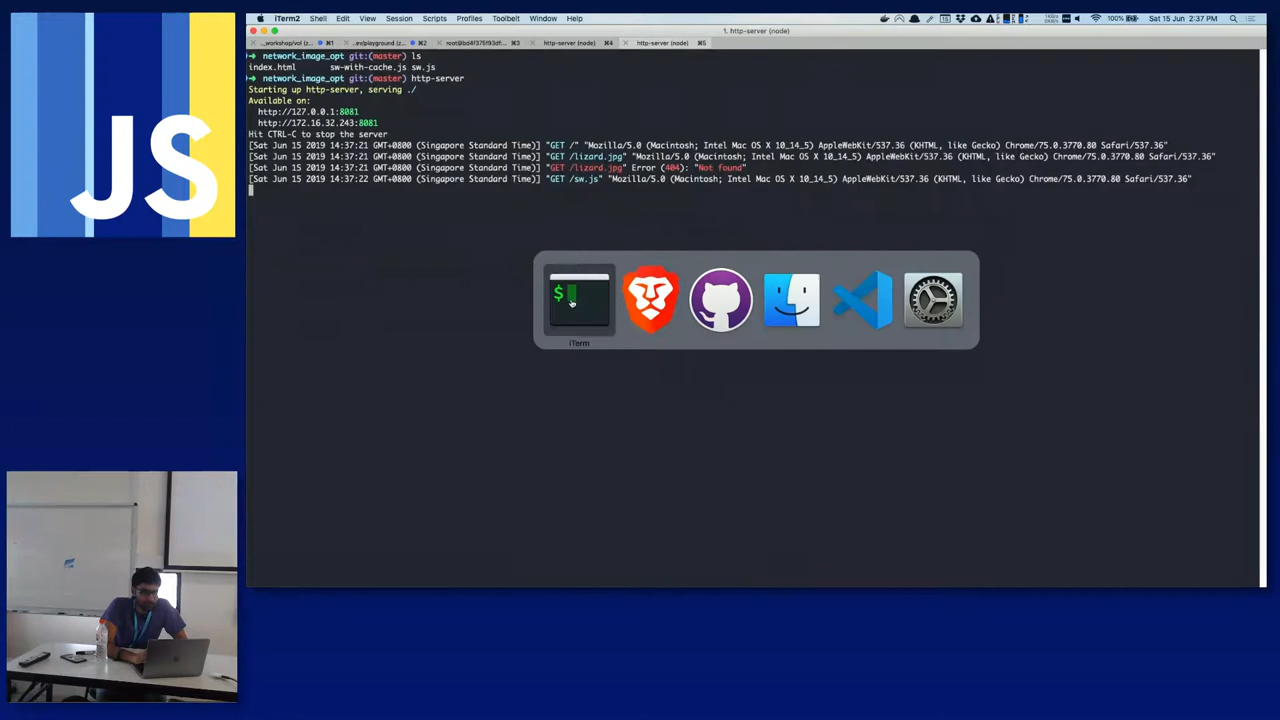 JS
iTerm2 Shell Edit View Session Scripts Profiles Toolbelt Window Help
100% Sat 15 Jun 2:37 PM
1. http-server (node)
..._workshop/vol (z... ⌘1
..ev/playground (z... ⌘2
root@bd4f375f93df:... ⌘3
http-server (node) ⌘4
http-server (node) ⌘5
➜ network_image_opt git:(master) ls
index.html sw-with-cache.js sw.js
➜ network_image_opt git:(master) http-server
Starting up http-server, serving ./
Available on:
http://127.0.0.1:8081
http://172.16.32.243:8081
Hit CTRL-C to stop the server
[Sat Jun 15 2019 14:37:21 GMT+0800 (Singapore Standard Time)] "GET /" "Mozilla/5.0 (Macintosh; Intel Mac OS X 10_14_5) AppleWebKit/537.36 (KHTML, like Gecko) Chrome/75.0.3770.80 Safari/537.36"
[Sat Jun 15 2019 14:37:21 GMT+0800 (Singapore Standard Time)] "GET /lizard.jpg" "Mozilla/5.0 (Macintosh; Intel Mac OS X 10_14_5) AppleWebKit/537.36 (KHTML, like Gecko) Chrome/75.0.3770.80 Safari/537.36"
[Sat Jun 15 2019 14:37:21 GMT+0800 (Singapore Standard Time)] "GET /lizard.jpg" Error (404): "Not found"
[Sat Jun 15 2019 14:37:22 GMT+0800 (Singapore Standard Time)] "GET /sw.js" "Mozilla/5.0 (Macintosh; Intel Mac OS X 10_14_5) AppleWebKit/537.36 (KHTML, like Gecko) Chrome/75.0.3770.80 Safari/537.36"
$
iTerm